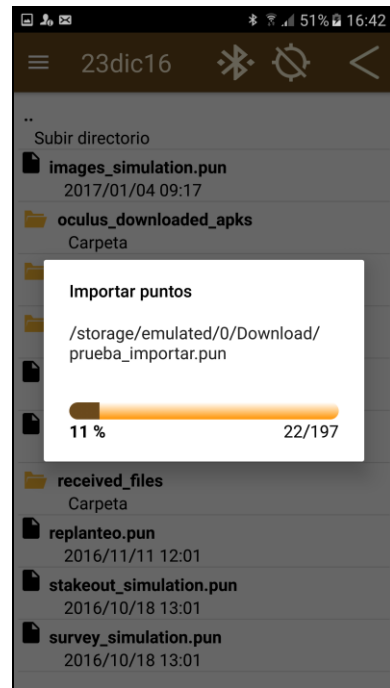 51% 16:42
23dic16
..
Subir directorio
images_simulation.pun
2017/01/04 09:17
oculus_downloaded_apks
Carpeta
Importar puntos
/storage/emulated/0/Download/
prueba_importar.pun
11 % 22/197
received_files
Carpeta
replanteo.pun
2016/11/11 12:01
stakeout_simulation.pun
2016/10/18 13:01
survey_simulation.pun
2016/10/18 13:01